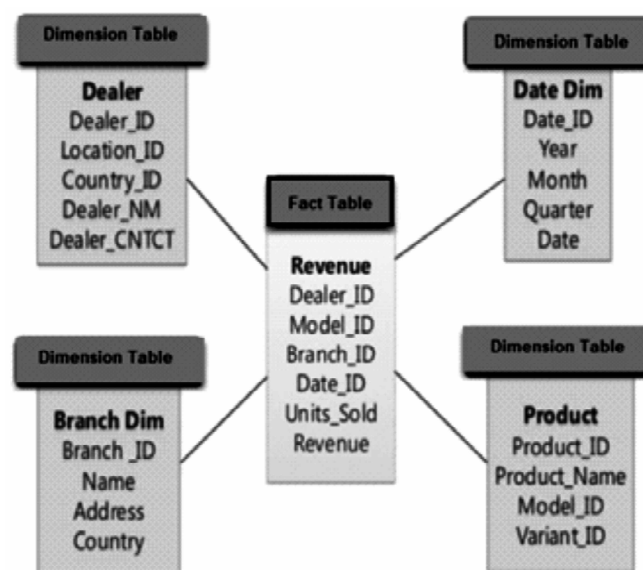 Dimension Table
Dealer
Dealer_ID
Location_ID
Country_ID
Dealer_NM
Dealer_CNTCT
Dimension Table
Date Dim
Date_ID
Year
Month
Quarter
Date
Fact Table
Revenue
Dealer_ID
Model_ID
Branch_ID
Date_ID
Units_Sold
Revenue
Dimension Table
Branch Dim
Branch _ID
Name
Address
Country
Dimension Table
Product
Product_ID
Product_Name
Model_ID
Variant_ID